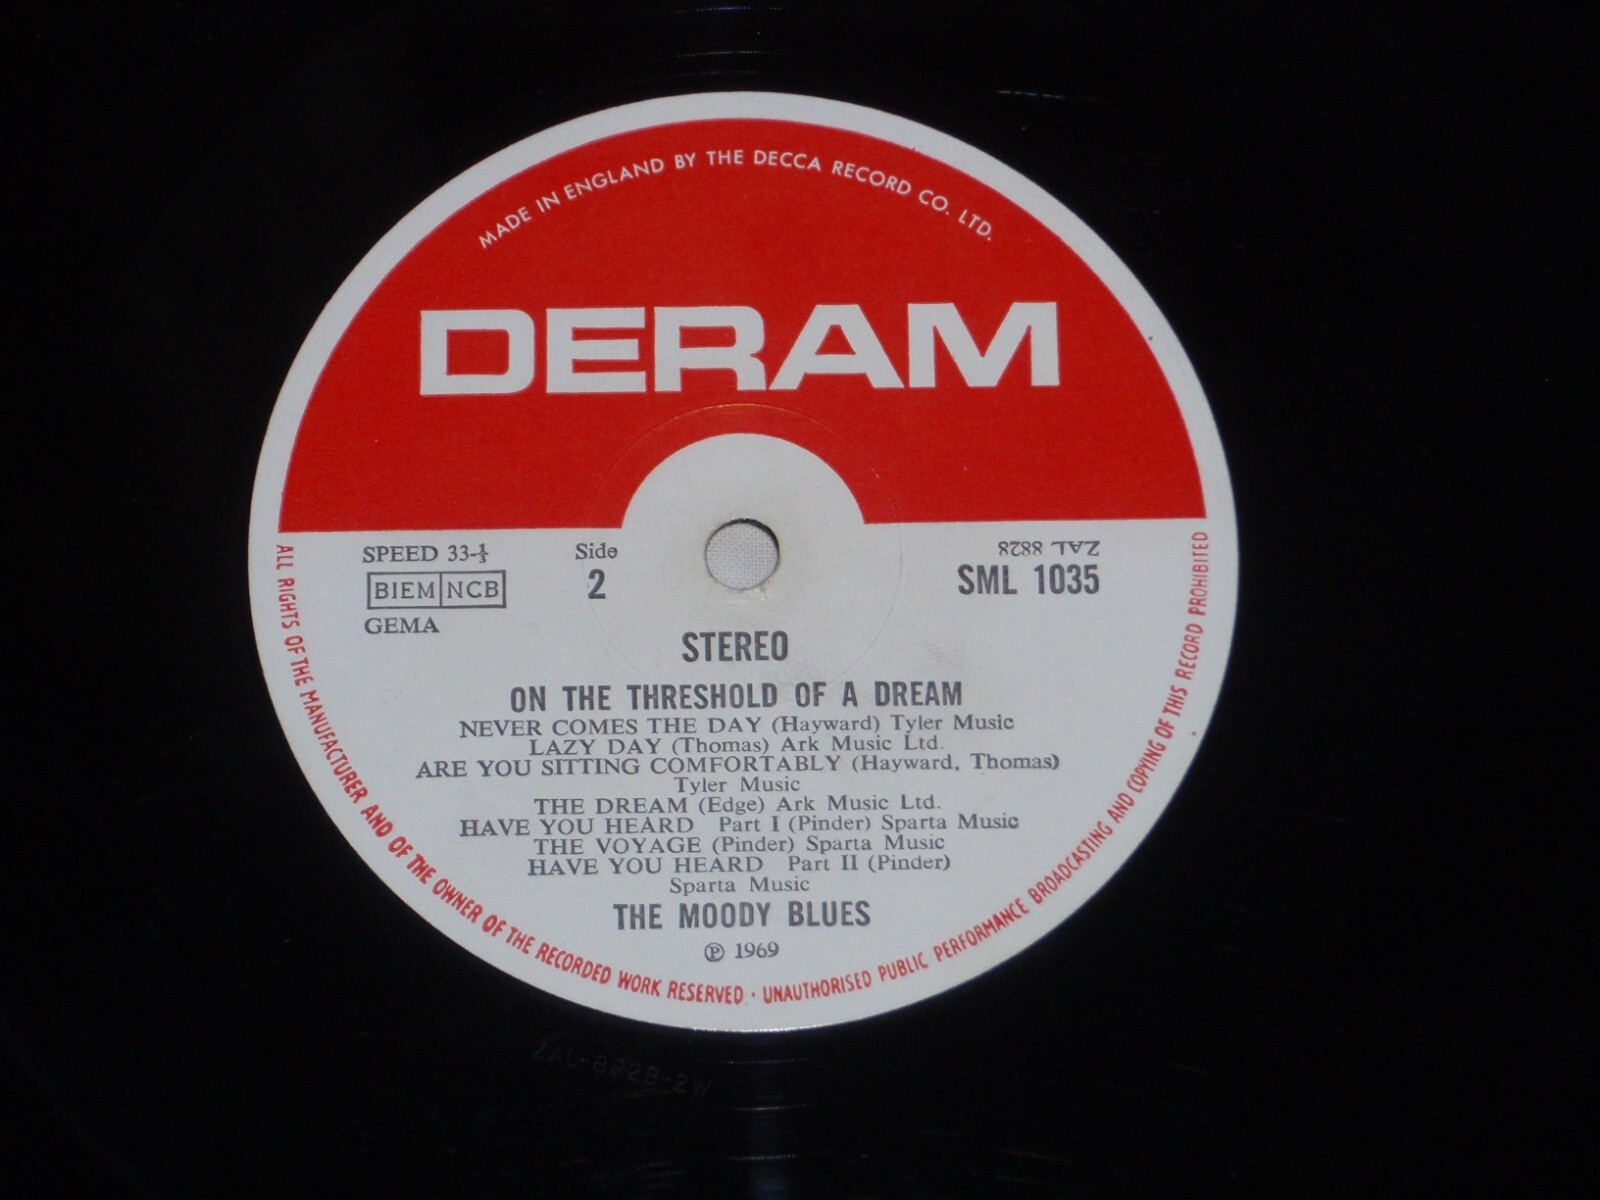 MADE IN ENGLAND BY THE DECCA RECORD CO. LTD.
DERAM
SPEED 33-⅓
BIEM NCB
GEMA
Side
2
ZAL 8828
SML 1035
STEREO
ON THE THRESHOLD OF A DREAM
NEVER COMES THE DAY (Hayward) Tyler Music
LAZY DAY (Thomas) Ark Music Ltd.
ARE YOU SITTING COMFORTABLY (Hayward, Thomas)
Tyler Music
THE DREAM (Edge) Ark Music Ltd.
HAVE YOU HEARD Part I (Pinder) Sparta Music
THE VOYAGE (Pinder) Sparta Music
HAVE YOU HEARD Part II (Pinder)
Sparta Music
THE MOODY BLUES
℗ 1969
ALL RIGHTS OF THE MANUFACTURER AND OF THE OWNER OF THE RECORDED WORK RESERVED · UNAUTHORISED PUBLIC PERFORMANCE BROADCASTING AND COPYING OF THIS RECORD PROHIBITED
ZAL-8828-2W